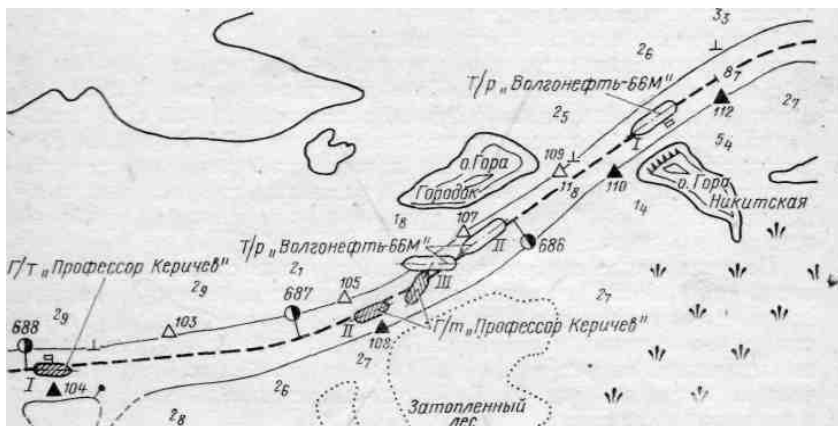 3₃
2₆
Т/р „Волгонефть-66М"
8₇
112
2₇
2₅
I
5₄
109
о. Гора
Городак
11₈
110
о. Гора
Никитская
1₈
107
1₄
Т/р „Волгонефть-66М"
II
686
Г/т „Профессор Керичев"
2₁
III
105
2₉
687
2₇
II
Г/т „Профессор Керичев"
688
2₉
103
108
2₇
I
104
2₆
Затопленный
лес
2₈